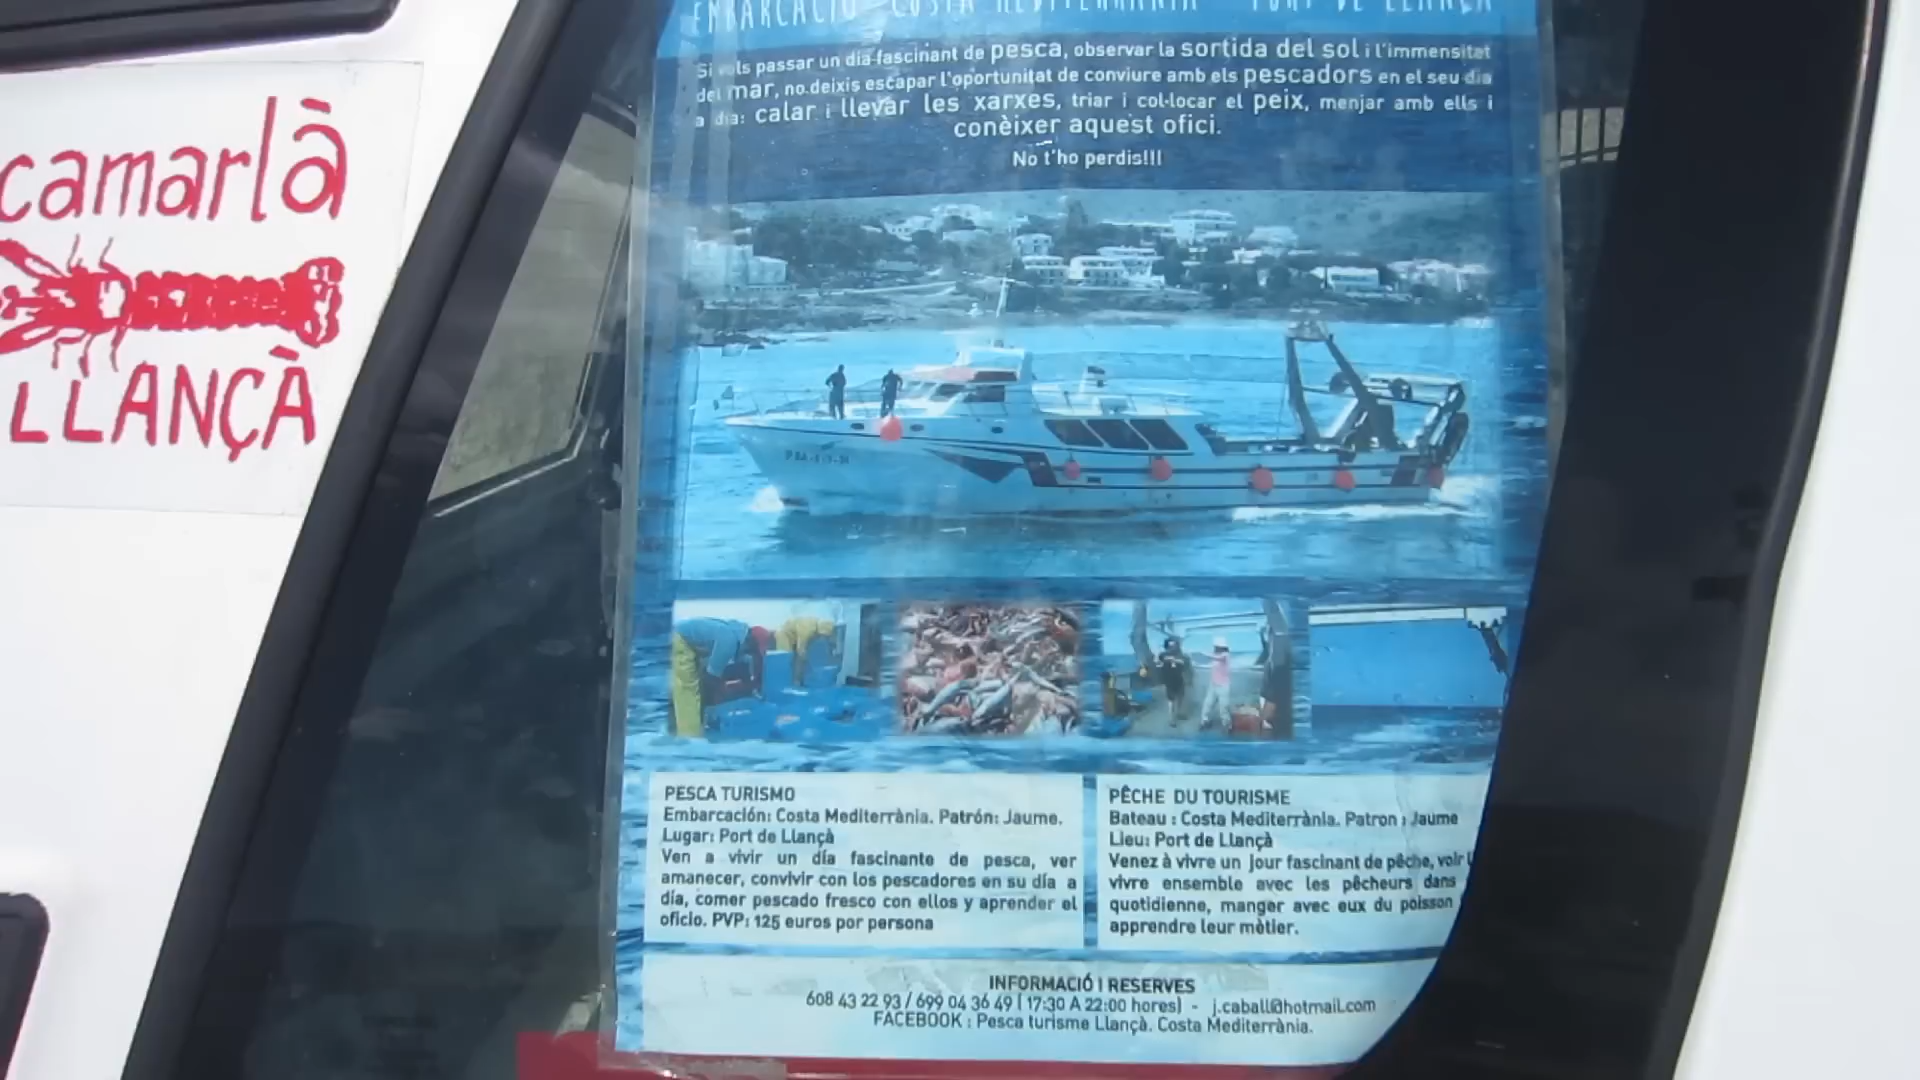 camarlà
LLANÇÀ
EMBARCACIÓ COSTA MEDITERRÀNIA - PORT DE LLANÇÀ
Si vols passar un dia fascinant de pesca, observar la sortida del sol i l'immensitat
del mar, no deixis escapar l'oportunitat de conviure amb els pescadors en el seu dia
a dia: calar i llevar les xarxes, triar i col·locar el peix, menjar amb ells i
conèixer aquest ofici.
No t'ho perdis!!!
PESCA TURISMO
Embarcación: Costa Mediterrània. Patrón: Jaume.
Lugar: Port de Llançà
Ven a vivir un día fascinante de pesca, ver
amanecer, convivir con los pescadores en su día a
día, comer pescado fresco con ellos y aprender el
oficio. PVP: 125 euros por persona
PÊCHE DU TOURISME
Bateau : Costa Mediterrània. Patron : Jaume
Lieu: Port de Llançà
Venez à vivre un jour fascinant de pêche, voir
vivre ensemble avec les pêcheurs dans
quotidienne, manger avec eux du poisson
apprendre leur mètier.
INFORMACIÓ I RESERVES
608 43 22 93 / 699 04 36 49 ( 17:30 A 22:00 hores) - j.caball@hotmail.com
FACEBOOK : Pesca turisme Llançà. Costa Mediterrània.